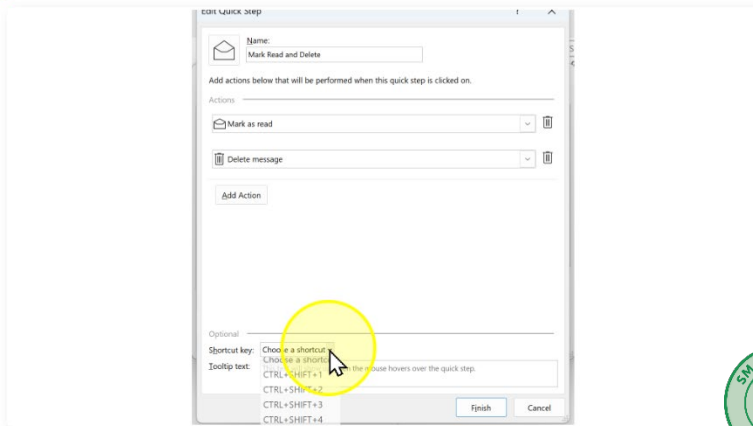 Edit Quick Step ?
Name:
Mark Read and Delete
Add actions below that will be performed when this quick step is clicked on.
Actions
Mark as read
Delete message
Add Action
Optional
Shortcut key: Choose a shortcut
Choose a shortc
Tooltip text: the mouse hovers over the quick step.
CTRL+SHIFT+1
CTRL+SHIFT+2
CTRL+SHIFT+3
CTRL+SHIFT+4
Finish Cancel
SM